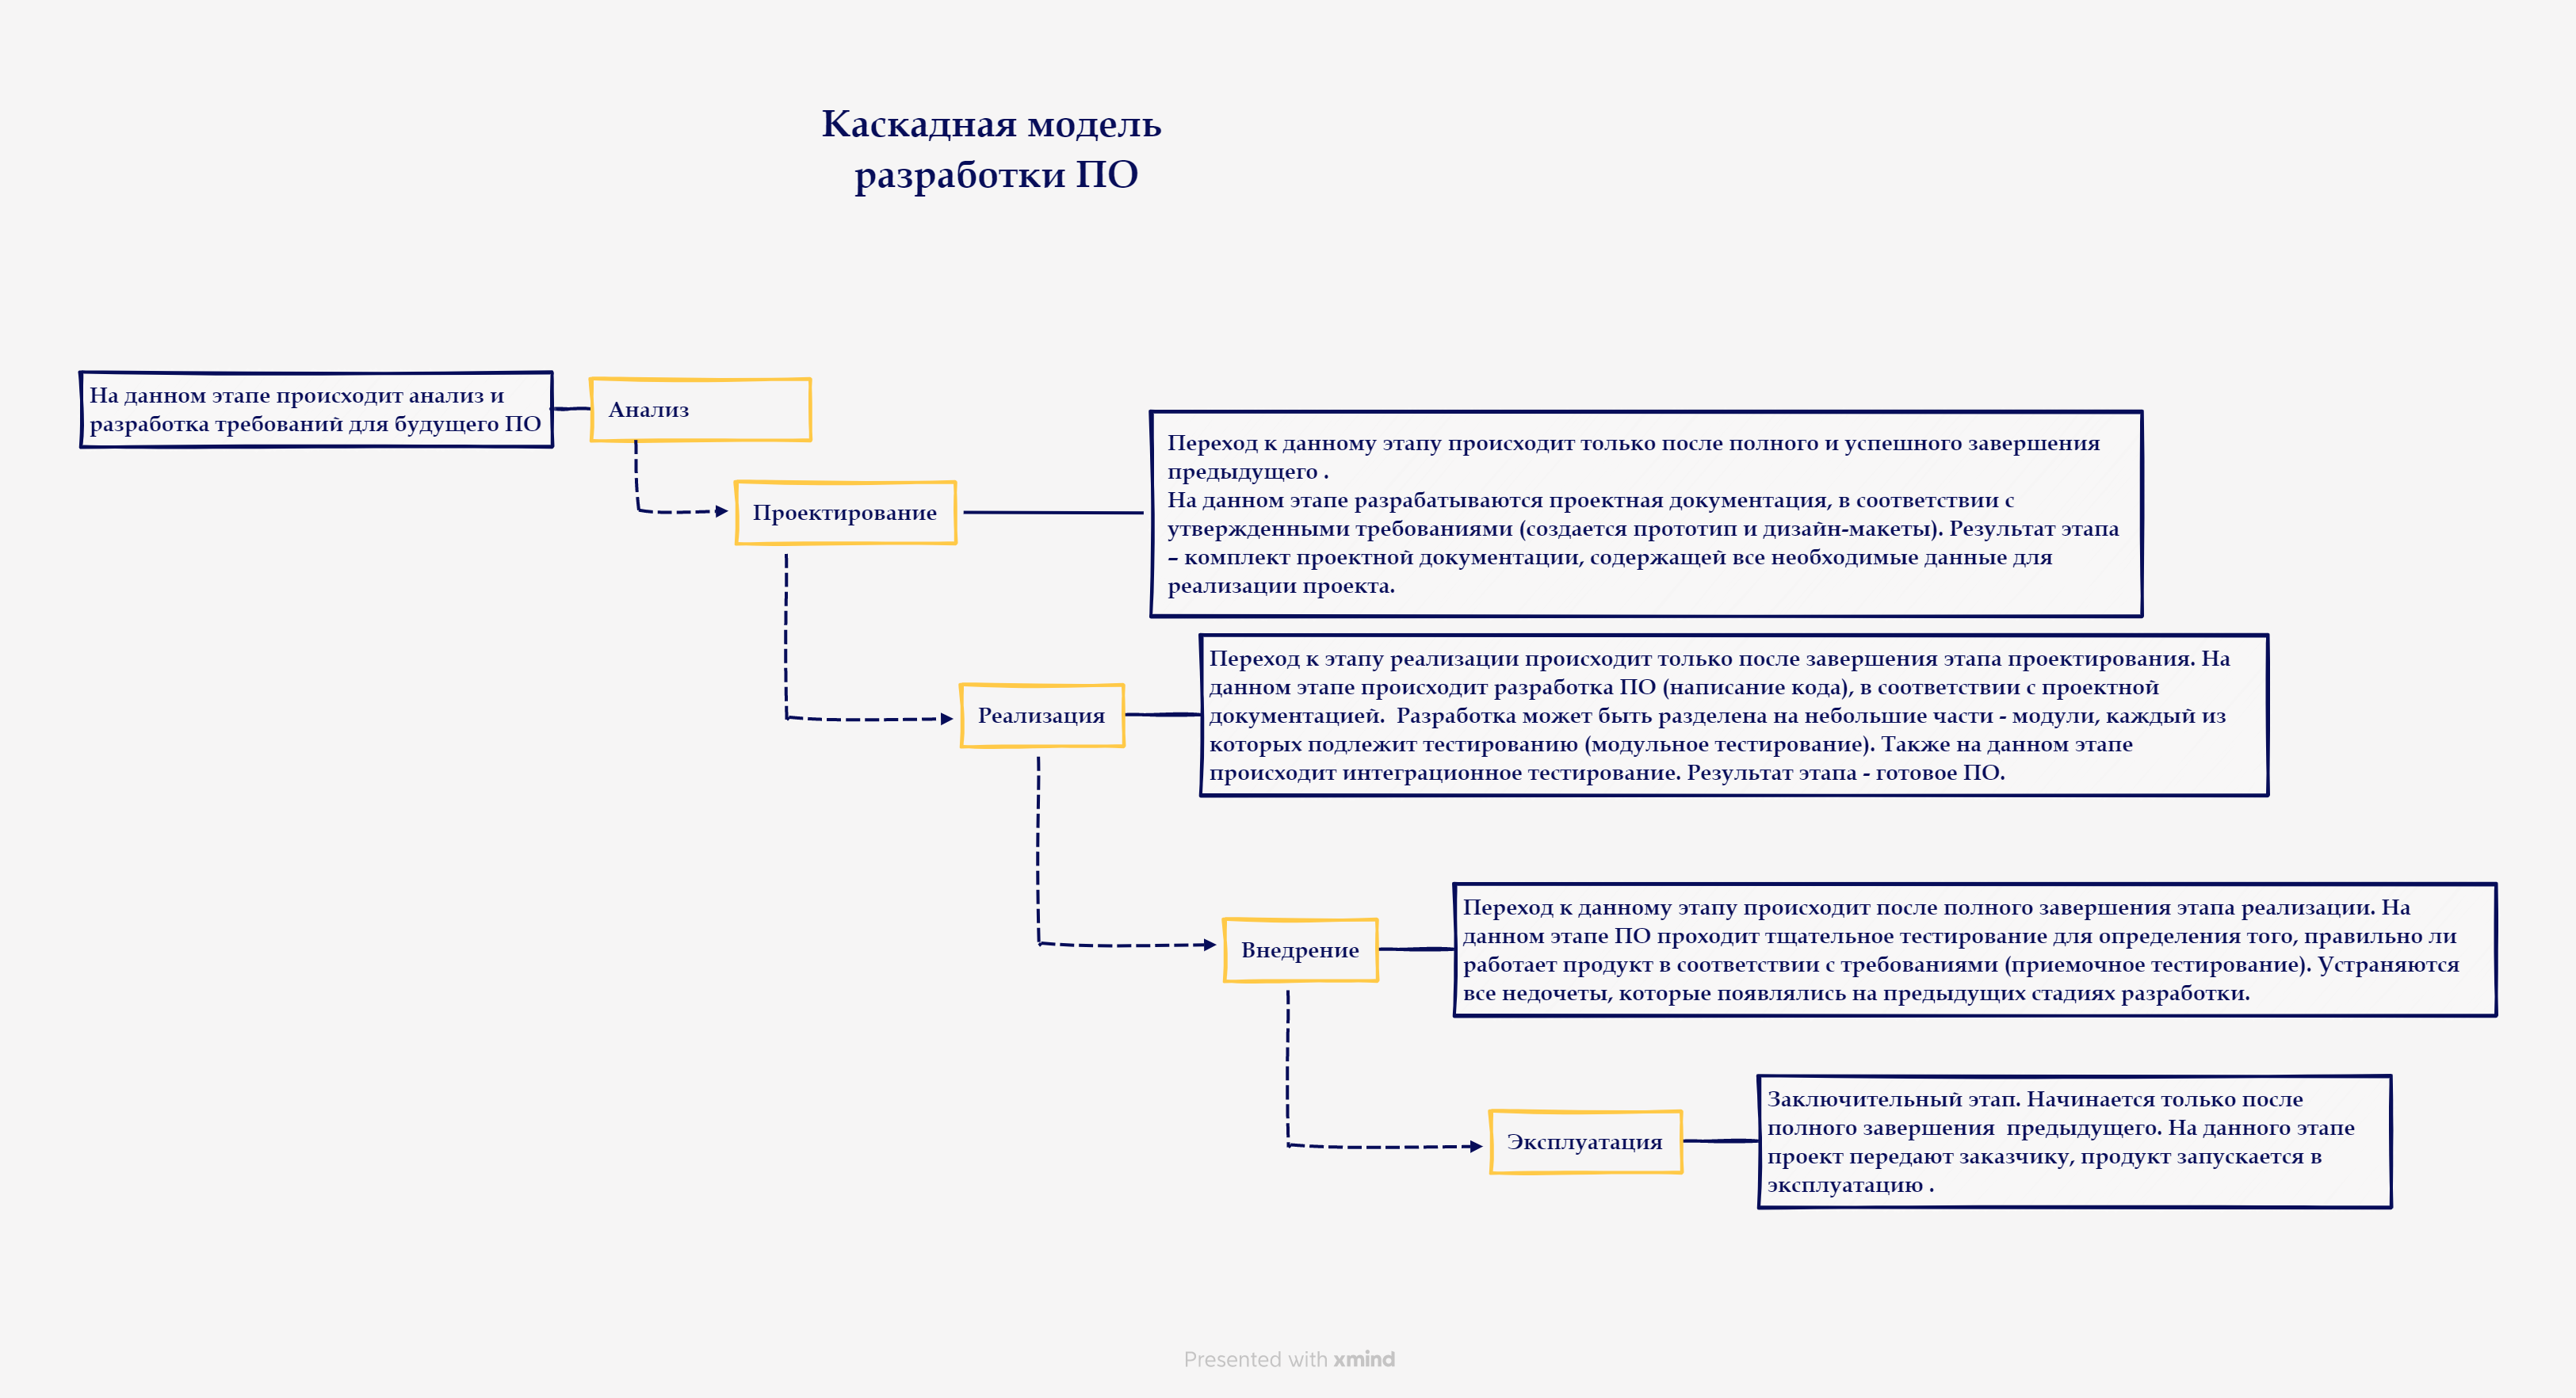 Каскадная модель
разработки ПО
На данном этапе происходит анализ и
разработка требований для будущего ПО
Анализ
Проектирование
Переход к данному этапу происходит только после полного и успешного завершения
предыдущего .
На данном этапе разрабатываются проектная документация, в соответствии с
утвержденными требованиями (создается прототип и дизайн-макеты). Результат этапа
– комплект проектной документации, содержащей все необходимые данные для
реализации проекта.
Реализация
Переход к этапу реализации происходит только после завершения этапа проектирования. На
данном этапе происходит разработка ПО (написание кода), в соответствии с проектной
документацией.  Разработка может быть разделена на небольшие части - модули, каждый из
которых подлежит тестированию (модульное тестирование). Также на данном этапе
происходит интеграционное тестирование. Результат этапа - готовое ПО.
Внедрение
Переход к данному этапу происходит после полного завершения этапа реализации. На
данном этапе ПО проходит тщательное тестирование для определения того, правильно ли
работает продукт в соответствии с требованиями (приемочное тестирование). Устраняются
все недочеты, которые появлялись на предыдущих стадиях разработки.
Эксплуатация
Заключительный этап. Начинается только после
полного завершения  предыдущего. На данного этапе
проект передают заказчику, продукт запускается в
эксплуатацию .
Presented with xmind